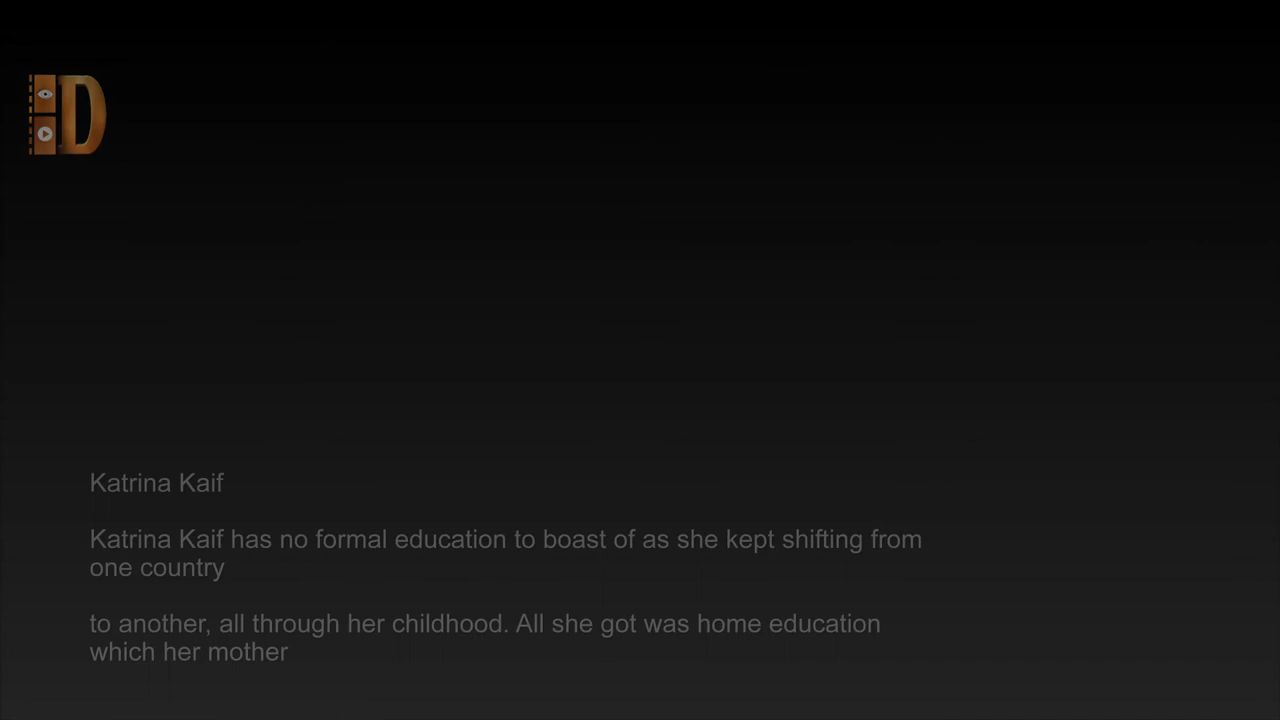 D
Katrina Kaif
Katrina Kaif has no formal education to boast of as she kept shifting from
one country
to another, all through her childhood. All she got was home education
which her mother